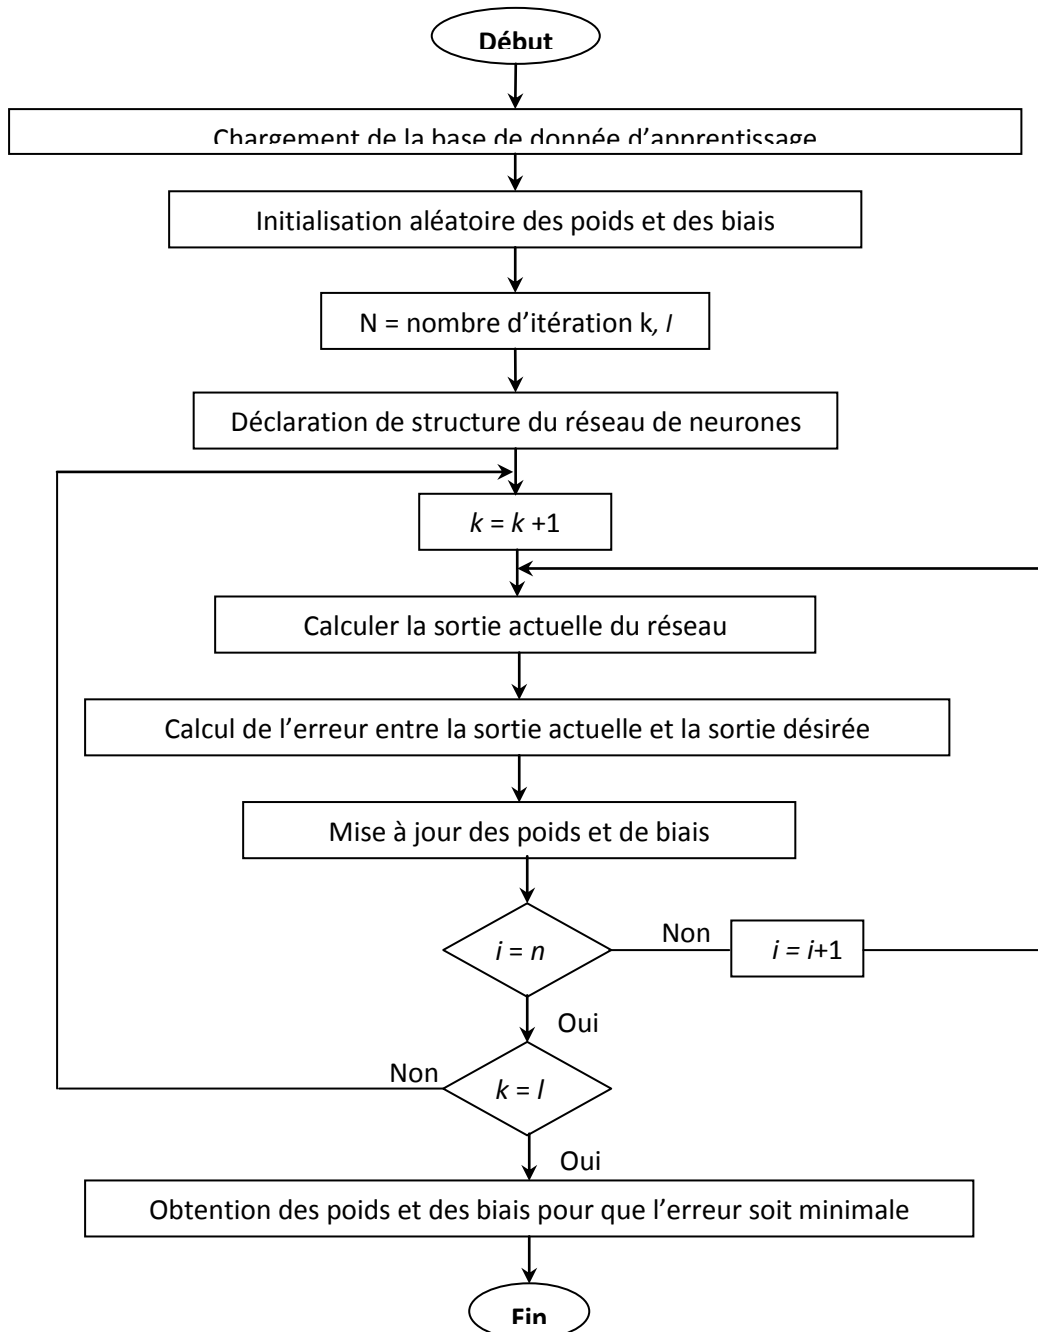 Début
Chargement de la base de donnée d'apprentissage
Initialisation aléatoire des poids et des biais
N = nombre d'itération k, l
Déclaration de structure du réseau de neurones
k = k +1
Calculer la sortie actuelle du réseau
Calcul de l'erreur entre la sortie actuelle et la sortie désirée
Mise à jour des poids et de biais
i = n
Non
i = i+1
Oui
Non
k = l
Oui
Obtention des poids et des biais pour que l'erreur soit minimale
Fin